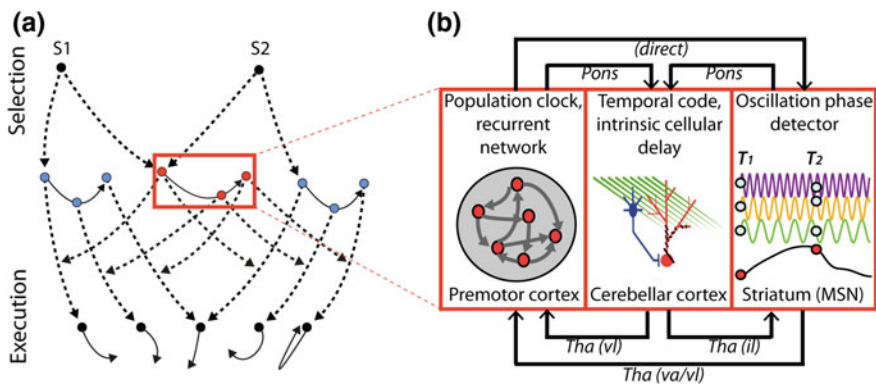 (a)
S1
S2
Selection
Execution
(b)
(direct)
Pons
Pons
Population clock,
recurrent
network
Premotor cortex
Temporal code,
intrinsic cellular
delay
Cerebellar cortex
Oscillation phase
detector
T1
T2
Striatum (MSN)
Tha (vl)
Tha (il)
Tha (va/vl)